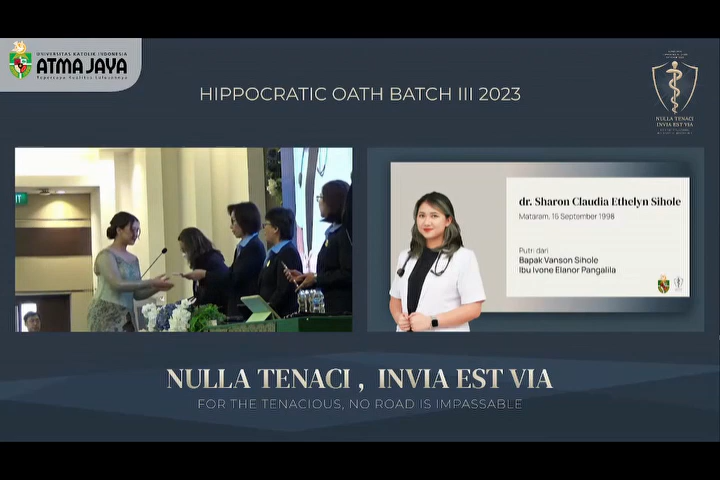 UNIVERSITAS KATOLIK INDONESIA
ATMA JAYA
HIPPOCRATIC OATH BATCH III 2023
NULLA TENACI
INVIA EST VIA
dr. Sharon Claudia Ethelyn Sihole
Mataram, 16 September 1998
Putri dari
Bapak Vanson Sihole
Ibu Ivone Elanor Pangalila
NULLA TENACI , INVIA EST VIA
FOR THE TENACIOUS, NO ROAD IS IMPASSABLE